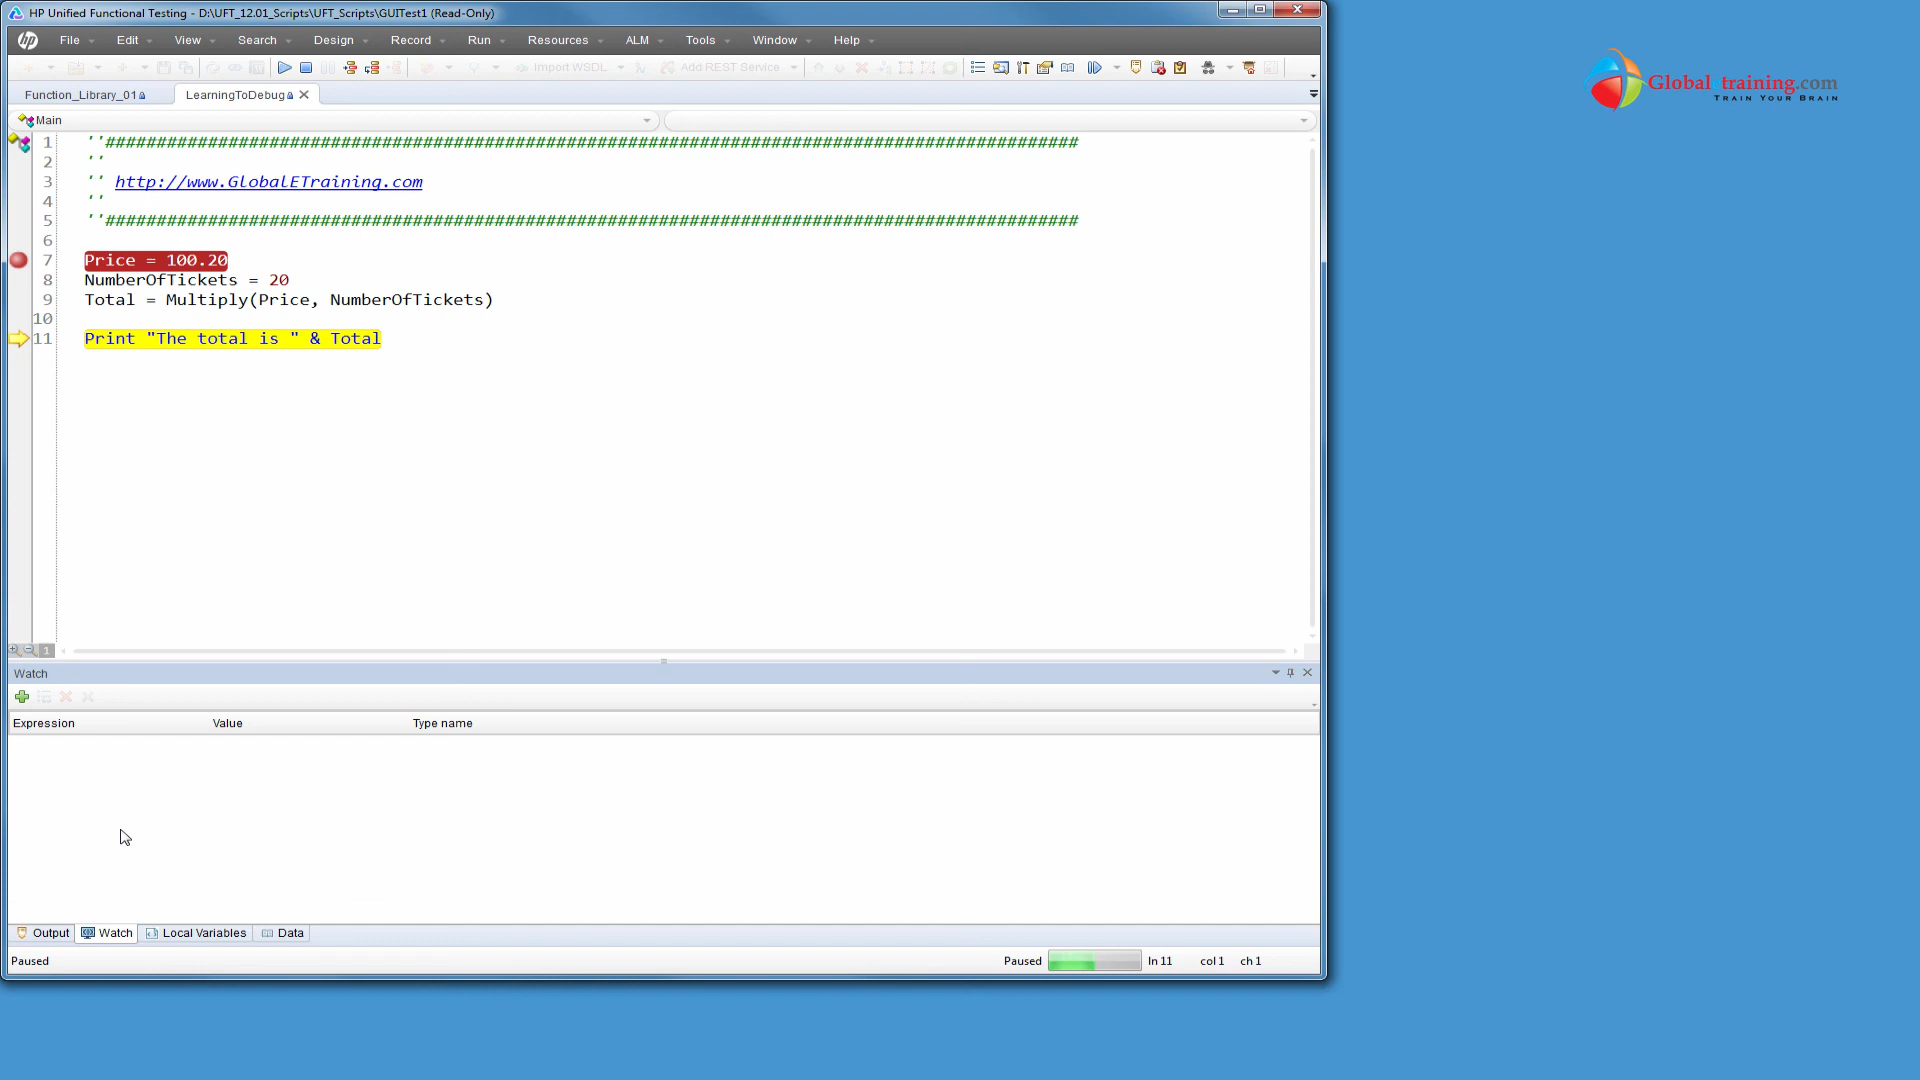 HP Unified Functional Testing - D:\UFT_12.01_Scripts\UFT_Scripts\GUITest1 (Read-Only)
File Edit View Search Design Record Run Resources ALM Tools Window Help
Import WSDL Add REST Service
Function_Library_01 LearningToDebug
Main
1 ''###############################################################################################
2 ''
3 '' http://www.GlobalETraining.com
4 ''
5 ''###############################################################################################
6
7 Price = 100.20
8 NumberOfTickets = 20
9 Total = Multiply(Price, NumberOfTickets)
10
11 Print "The total is " & Total
1
Watch
Expression Value Type name
Output Watch Local Variables Data
Paused Paused ln 11 col 1 ch 1
Global training.com
TRAIN YOUR BRAIN